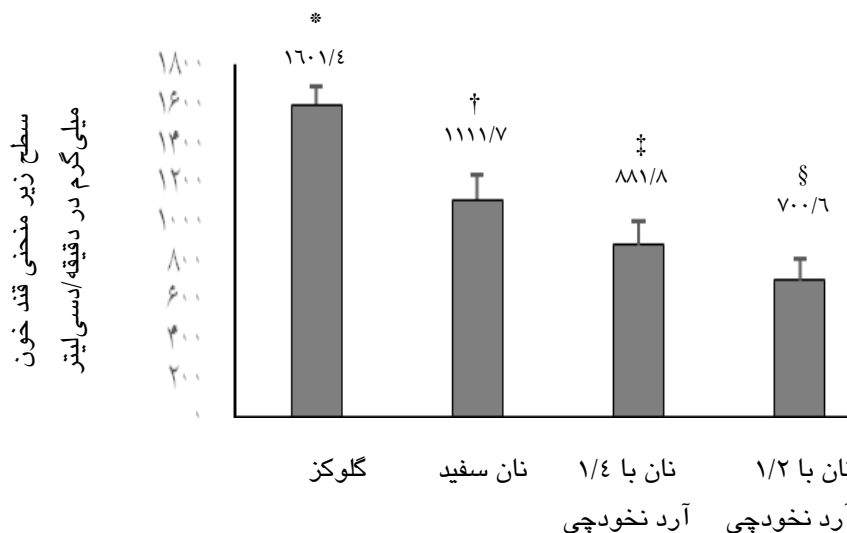 *
۱۶۰۱/٤
†
۱۱۱۱/۷
‡
۸۸۱/۸
§
۷۰۰/٦
۱۸۰۰
۱۶۰۰
۱۴۰۰
۱۲۰۰
۱۰۰۰
۸۰۰
۶۰۰
۴۰۰
۲۰۰
۰
سطح زیر منحنی قند خون
میلی‌گرم در دقیقه/دسی‌لیتر
گلوکز
نان سفید
نان با ۱/٤
آرد نخودچی
نان با ۱/۲
آرد نخودچی